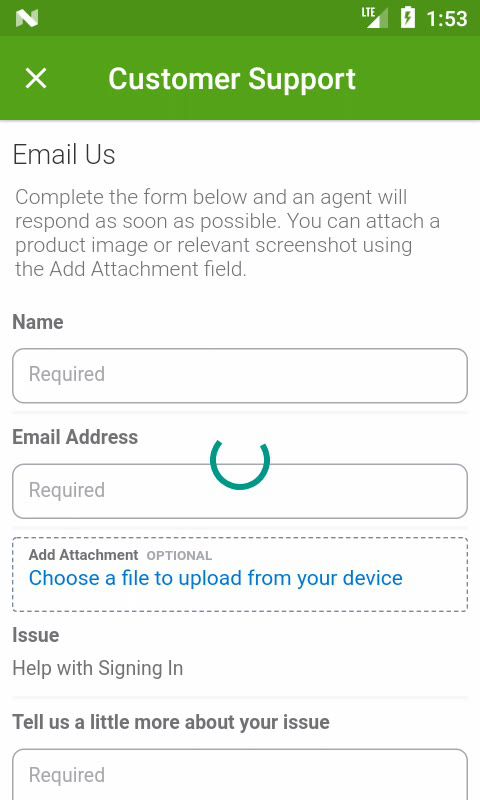 LTE 1:53
Customer Support
Email Us
Complete the form below and an agent will
respond as soon as possible. You can attach a
product image or relevant screenshot using
the Add Attachment field.
Name
Required
Email Address
Required
Add Attachment OPTIONAL
Choose a file to upload from your device
Issue
Help with Signing In
Tell us a little more about your issue
Required